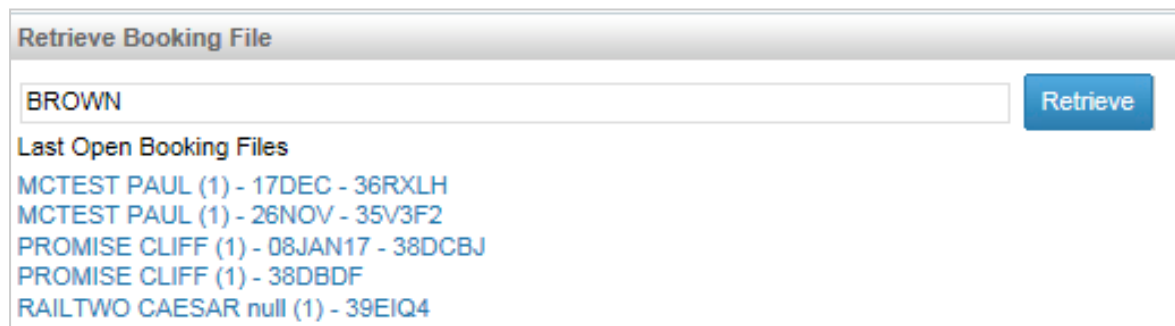 Retrieve Booking File
BROWN
Retrieve
Last Open Booking Files
MCTEST PAUL (1) - 17DEC - 36RXLH
MCTEST PAUL (1) - 26NOV - 35V3F2
PROMISE CLIFF (1) - 08JAN17 - 38DCBJ
PROMISE CLIFF (1) - 38DBDF
RAILTWO CAESAR null (1) - 39EIQ4